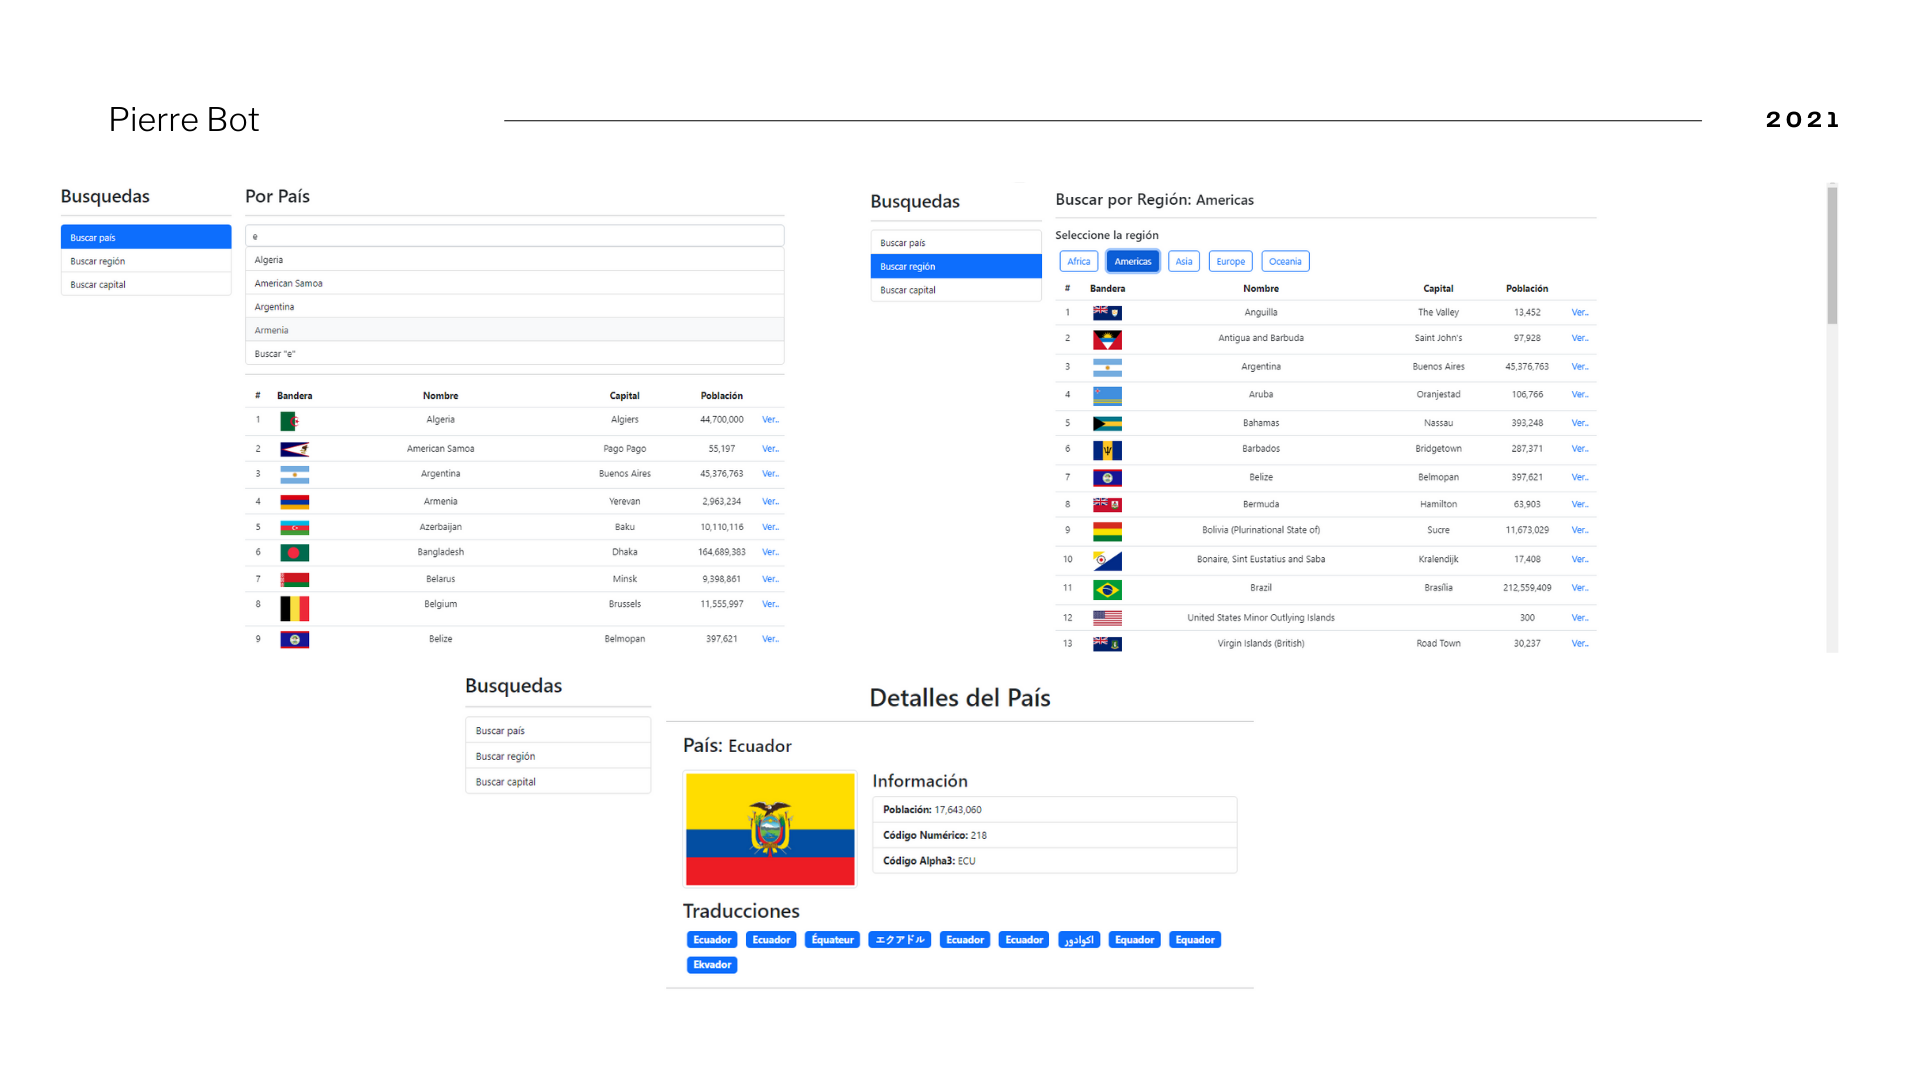 Pierre Bot
2021
Busquedas
Buscar país
Buscar región
Buscar capital
Por País
e
Algeria
American Samoa
Argentina
Armenia
Buscar "e"
# Bandera Nombre Capital Población
1 Algeria Algiers 44,700,000 Ver..
2 American Samoa Pago Pago 55,197 Ver..
3 Argentina Buenos Aires 45,376,763 Ver..
4 Armenia Yerevan 2,963,234 Ver..
5 Azerbaijan Baku 10,110,116 Ver..
6 Bangladesh Dhaka 164,689,383 Ver..
7 Belarus Minsk 9,398,861 Ver..
8 Belgium Brussels 11,555,997 Ver..
9 Belize Belmopan 397,621 Ver..
Busquedas
Buscar país
Buscar región
Buscar capital
Buscar por Región: Americas
Seleccione la región
Africa Americas Asia Europe Oceania
# Bandera Nombre Capital Población
1 Anguilla The Valley 13,452 Ver..
2 Antigua and Barbuda Saint John's 97,928 Ver..
3 Argentina Buenos Aires 45,376,763 Ver..
4 Aruba Oranjestad 106,766 Ver..
5 Bahamas Nassau 393,248 Ver..
6 Barbados Bridgetown 287,371 Ver..
7 Belize Belmopan 397,621 Ver..
8 Bermuda Hamilton 63,903 Ver..
9 Bolivia (Plurinational State of) Sucre 11,673,029 Ver..
10 Bonaire, Sint Eustatius and Saba Kralendijk 17,408 Ver..
11 Brazil Brasília 212,559,409 Ver..
12 United States Minor Outlying Islands 300 Ver..
13 Virgin Islands (British) Road Town 30,237 Ver..
Busquedas
Buscar país
Buscar región
Buscar capital
Detalles del País
País: Ecuador
Información
Población: 17,643,060
Código Numérico: 218
Código Alpha3: ECU
Traducciones
Ecuador Ecuador Équateur エクアドル Ecuador Ecuador اکوادور Equador Equador
Ekvador